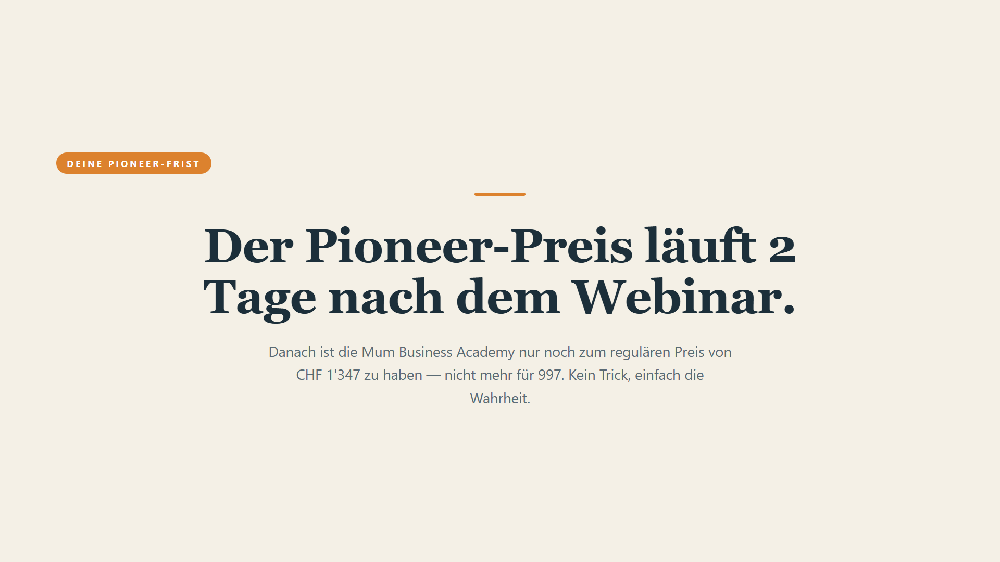 DEINE PIONEER-FRIST
Der Pioneer-Preis läuft 2
Tage nach dem Webinar.
Danach ist die Mum Business Academy nur noch zum regulären Preis von
CHF 1'347 zu haben — nicht mehr für 997. Kein Trick, einfach die
Wahrheit.